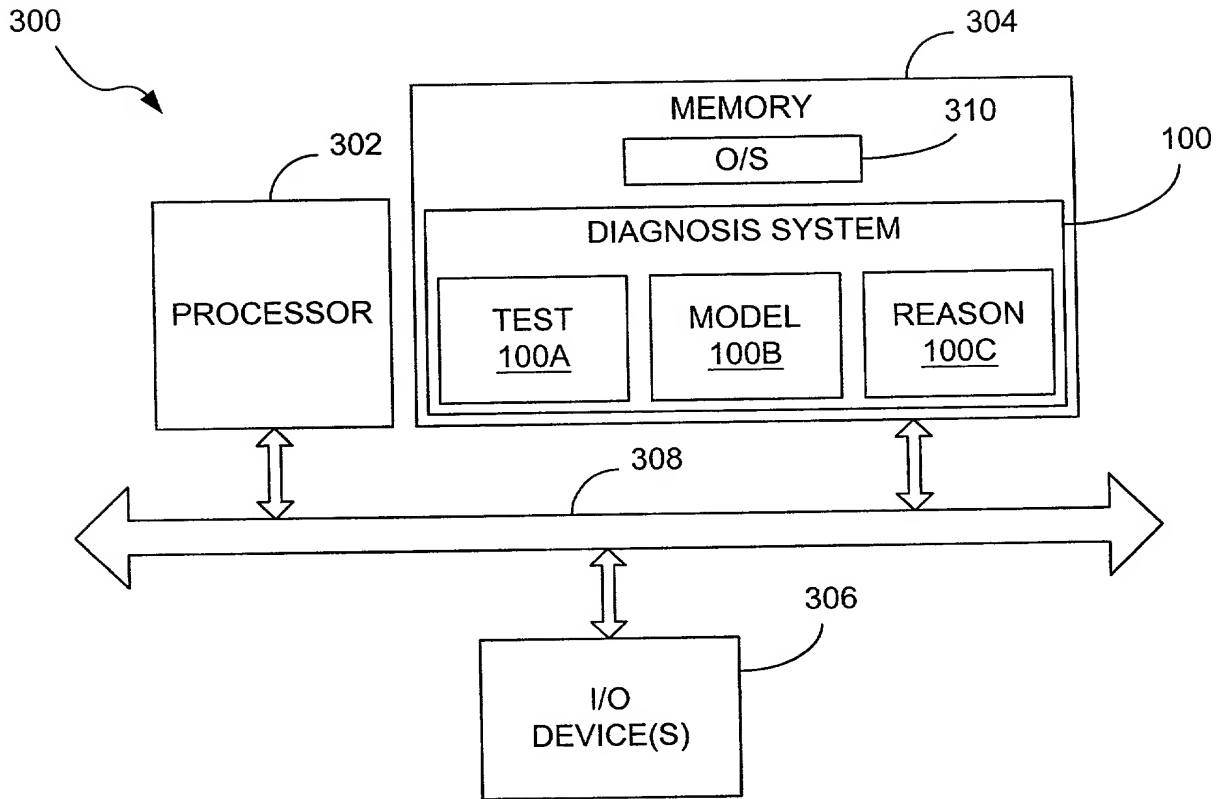 300
304
MEMORY
310
O/S
302
100
DIAGNOSIS SYSTEM
PROCESSOR
TEST
100A
MODEL
100B
REASON
100C
308
306
I/O
DEVICE(S)